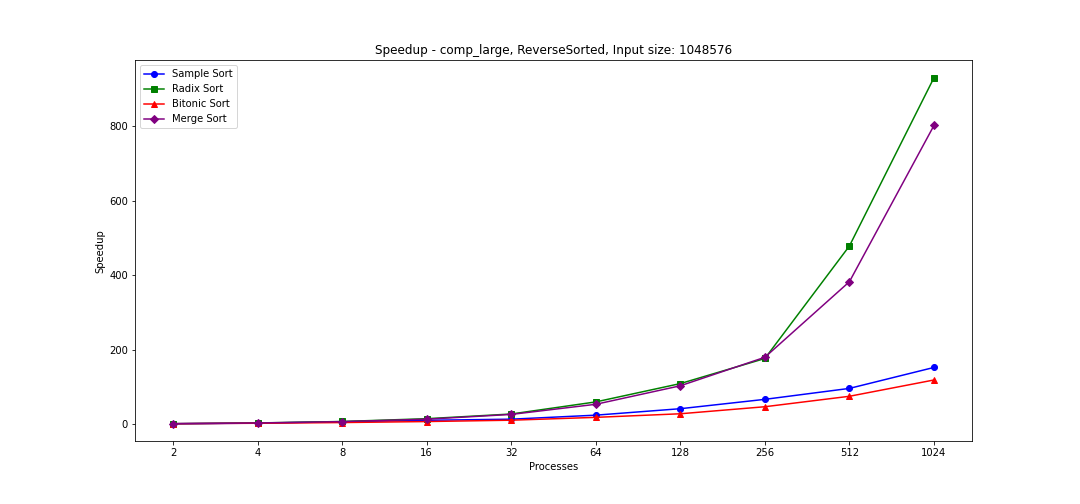 Speedup - comp_large, ReverseSorted, Input size: 1048576
Sample Sort
Radix Sort
Bitonic Sort
Merge Sort
Speedup
800
600
400
200
0
2 4 8 16 32 64 128 256 512 1024
Processes